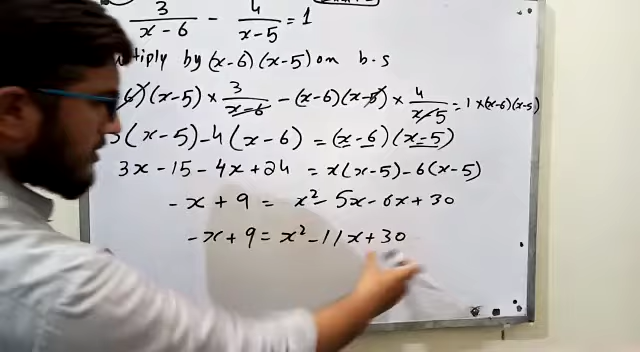 3/(x-6) - 4/(x-5) = 1
by (x-6)(x-5) on b.s
(x-5) × 3/(x-6) - (x-6)(x-5) × 4/(x-5) = 1 × (x-6)(x-5)
(x-5) - 4(x-6) = (x-6)(x-5)
3x - 15 - 4x + 24 = x(x-5) - 6(x-5)
-x + 9 = x² - 5x - 6x + 30
-x + 9 = x² - 11x + 30